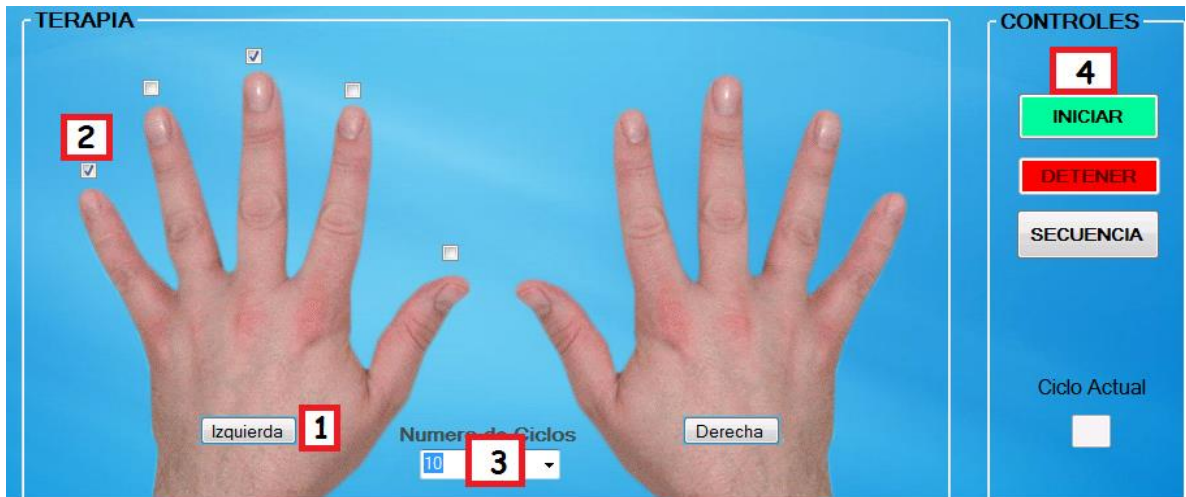 TERAPIA
CONTROLES
4
INICIAR
2
DETENER
SECUENCIA
Ciclo Actual
Izquierda
1
Numero de Ciclos
Derecha
10
3